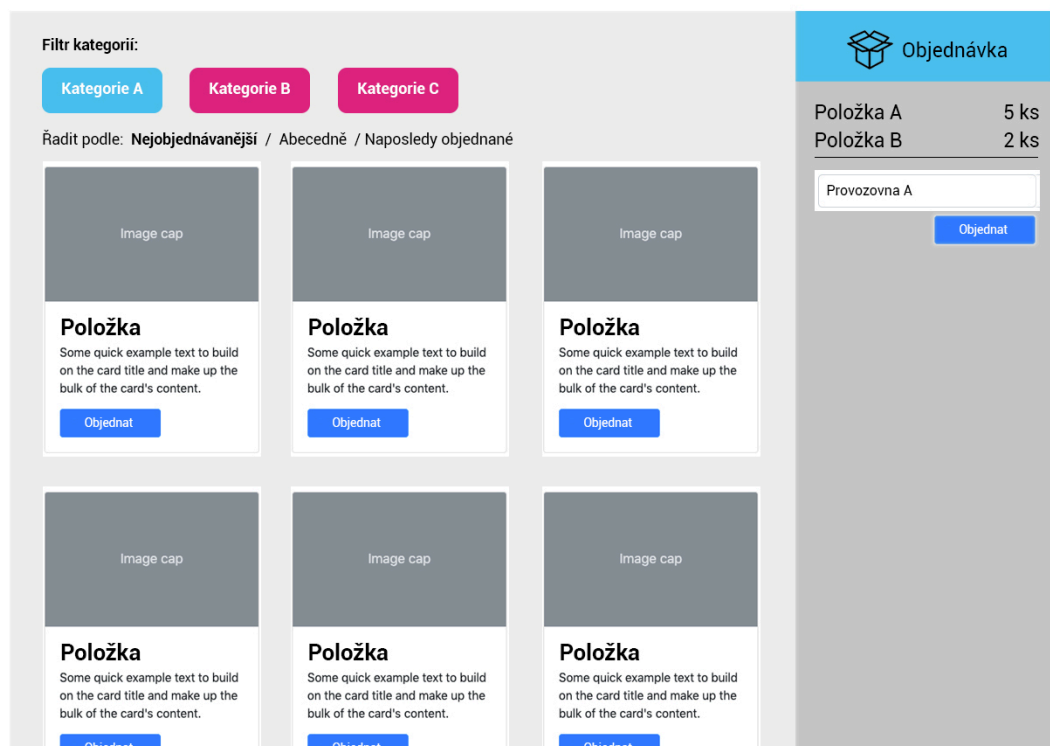 Filtr kategorií:
Kategorie A
Kategorie B
Kategorie C
Řadit podle: Nejobjednávanější / Abecedně / Naposledy objednané
Image cap
Položka
Some quick example text to build
on the card title and make up the
bulk of the card's content.
Objednat
Image cap
Položka
Some quick example text to build
on the card title and make up the
bulk of the card's content.
Objednat
Image cap
Položka
Some quick example text to build
on the card title and make up the
bulk of the card's content.
Objednat
Image cap
Položka
Some quick example text to build
on the card title and make up the
bulk of the card's content.
Objednat
Image cap
Položka
Some quick example text to build
on the card title and make up the
bulk of the card's content.
Objednat
Image cap
Položka
Some quick example text to build
on the card title and make up the
bulk of the card's content.
Objednat
Objednávka
Položka A 5 ks
Položka B 2 ks
Provozovna A
Objednat